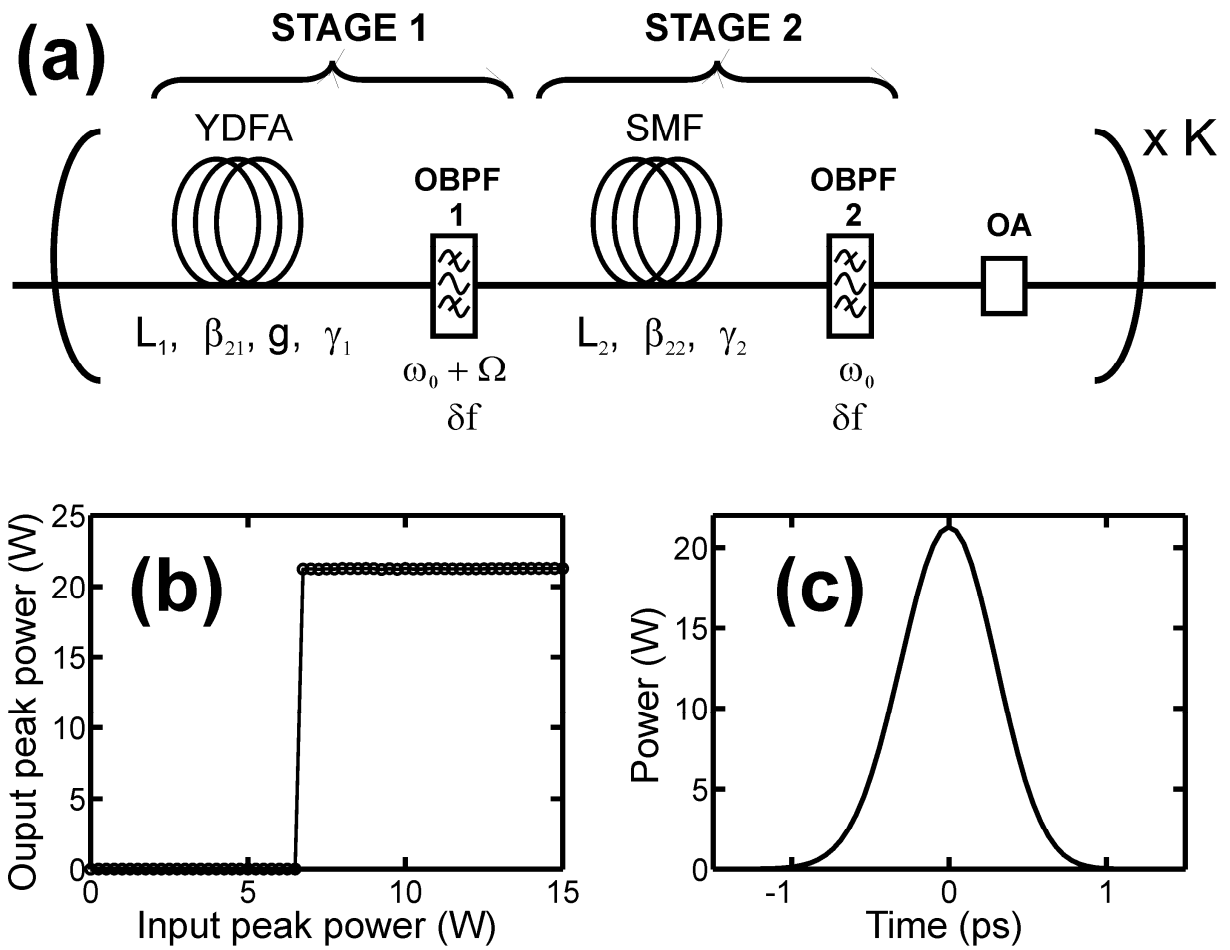 (a)
STAGE 1
STAGE 2
YDFA
SMF
x K
OBPF
1
OBPF
2
OA
L₁, β₂₁, g, γ₁
L₂, β₂₂, γ₂
ω₀ + Ω
δf
ω₀
δf
(b)
Ouput peak power (W)
25
20
15
10
5
0
0 5 10 15
Input peak power (W)
(c)
Power (W)
20
15
10
5
0
-1 0 1
Time (ps)